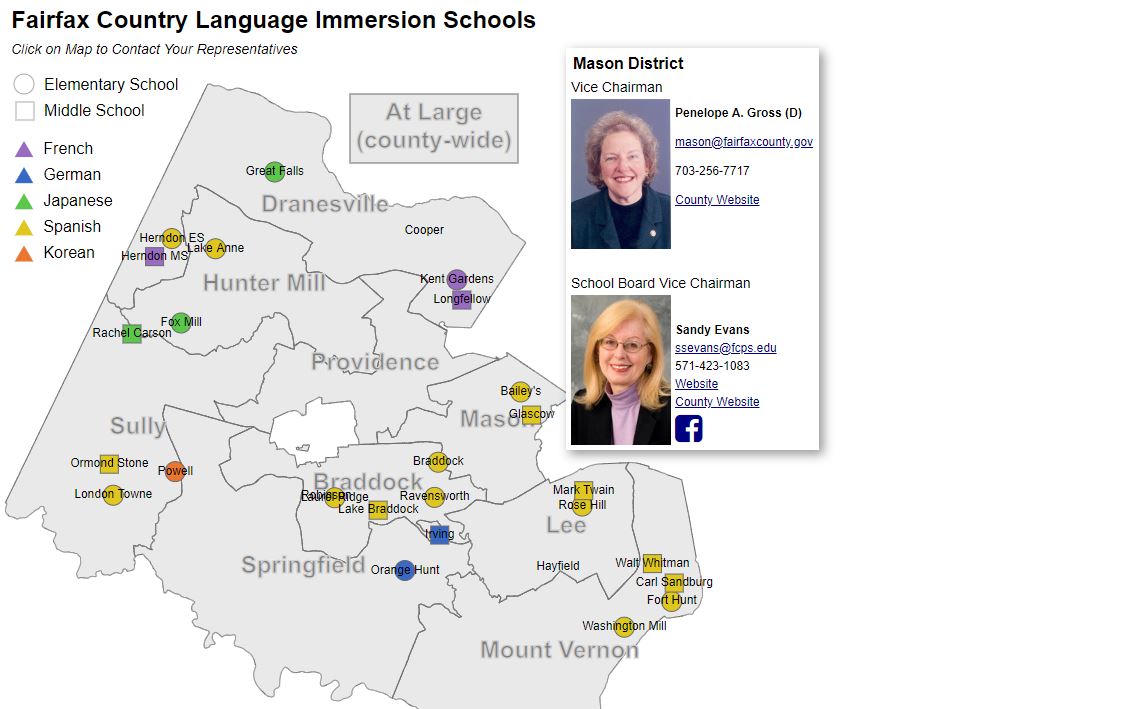 Fairfax Country Language Immersion Schools
Click on Map to Contact Your Representatives
Elementary School
Middle School
French
German
Japanese
Spanish
Korean
At Large
(county-wide)
Great Falls
Dranesville
Cooper
Herndon ES
Lake Anne
Herndon MS
Hunter Mill
Kent Gardens
Longfellow
Fox Mill
Rachel Carson
Providence
Bailey's
Glascow
Mason
Sully
Ormond Stone
Powell
London Towne
Braddock
Braddock
Robinson
Laurel Ridge
Ravensworth
Lake Braddock
Irving
Mark Twain
Rose Hill
Lee
Springfield
Orange Hunt
Hayfield
Walt Whitman
Carl Sandburg
Fort Hunt
Washington Mill
Mount Vernon
Mason District
Vice Chairman
Penelope A. Gross (D)
mason@fairfaxcounty.gov
703-256-7717
County Website
School Board Vice Chairman
Sandy Evans
ssevans@fcps.edu
571-423-1083
Website
County Website